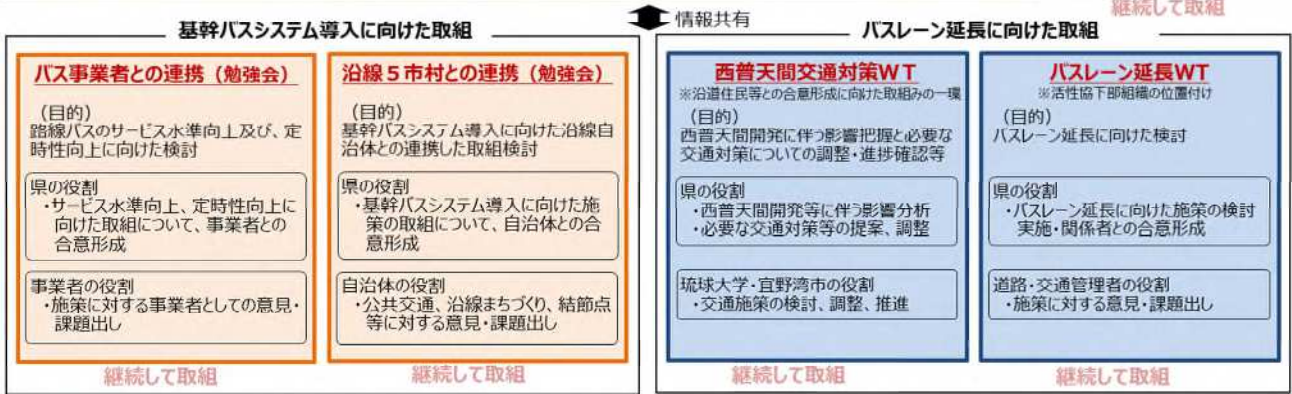 継続して取組
情報共有
基幹バスシステム導入に向けた取組
バス事業者との連携（勉強会）
（目的）
路線バスのサービス水準向上及び、定
時性向上に向けた検討
県の役割
・サービス水準向上、定時性向上に
向けた取組について、事業者との
合意形成
事業者の役割
・施策に対する事業者としての意見・
課題出し
継続して取組
沿線５市村との連携（勉強会）
（目的）
基幹バスシステム導入に向けた沿線自
治体との連携した取組検討
県の役割
・基幹バスシステム導入に向けた施
策の取組について、自治体との合
意形成
自治体の役割
・公共交通、沿線まちづくり、結節点
等に対する意見・課題出し
継続して取組
バスレーン延長に向けた取組
西普天間交通対策ＷＴ
※沿道住民等との合意形成に向けた取組みの一環
（目的）
西普天間開発に伴う影響把握と必要な
交通対策についての調整・進捗確認等
県の役割
・西普天間開発等に伴う影響分析
・必要な交通対策等の提案、調整
琉球大学・宜野湾市の役割
・交通施策の検討、調整、推進
継続して取組
バスレーン延長WT
※活性協下部組織の位置付け
（目的）
バスレーン延長に向けた検討
県の役割
・バスレーン延長に向けた施策の検討
実施・関係者との合意形成
道路・交通管理者の役割
・施策に対する意見・課題出し
継続して取組